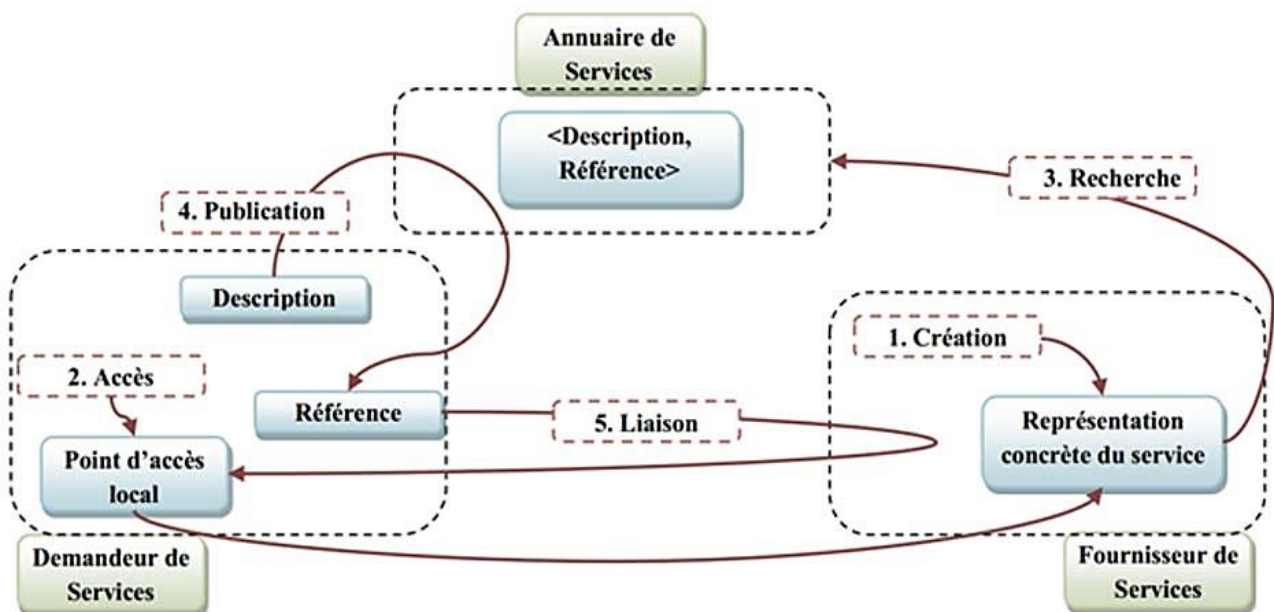 Annuaire de
Services
<Description,
Référence>
3. Recherche
4. Publication
Description
1. Création
2. Accès
Référence
5. Liaison
Représentation
concrète du service
Point d'accès
local
Demandeur de
Services
Fournisseur de
Services